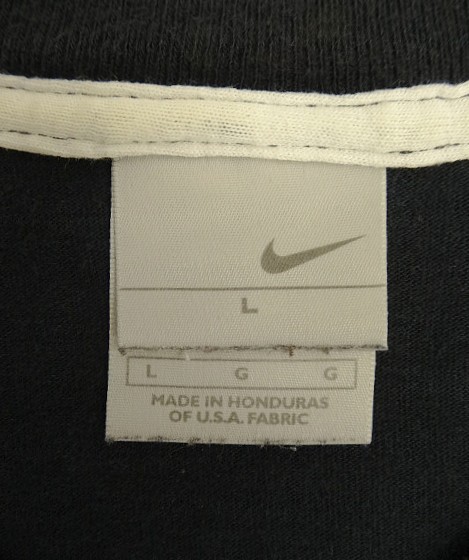 L
L G G
MADE IN HONDURAS
OF U.S.A. FABRIC